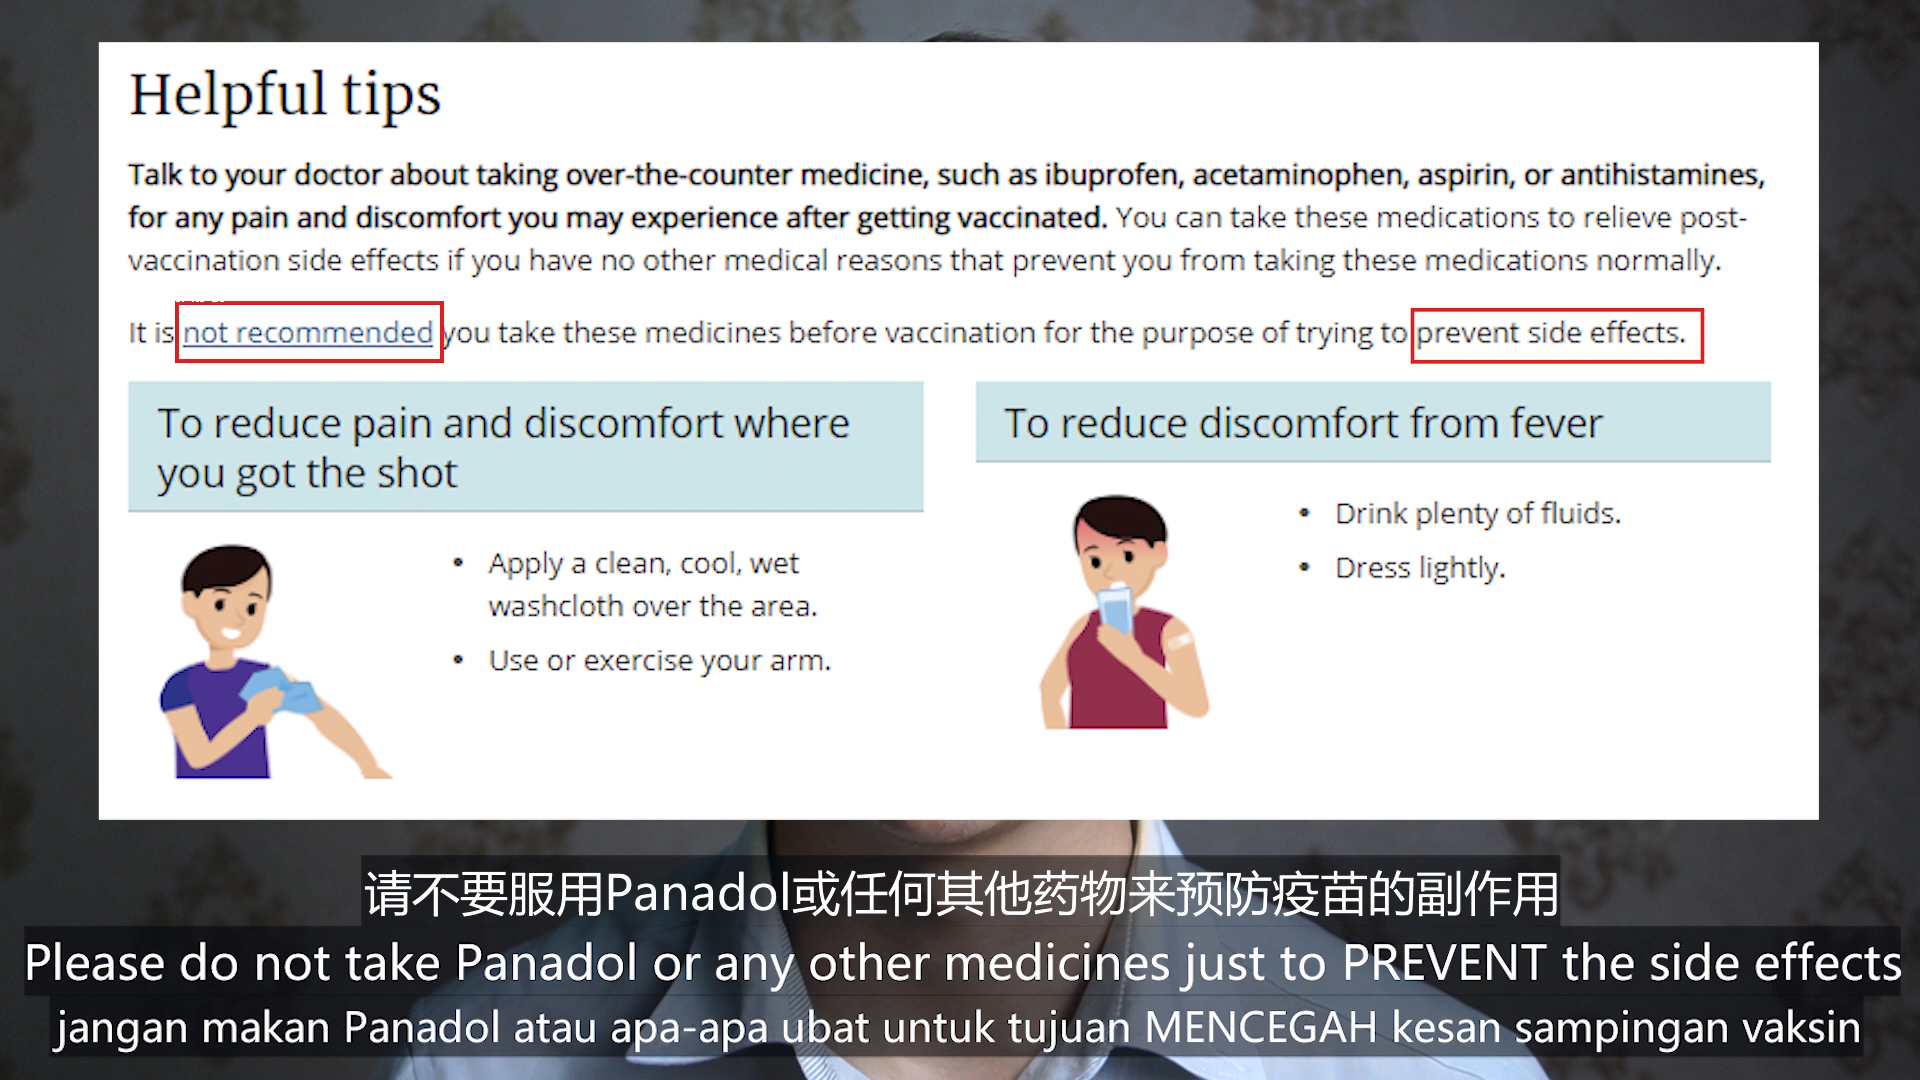 Helpful tips
Talk to your doctor about taking over-the-counter medicine, such as ibuprofen, acetaminophen, aspirin, or antihistamines,
for any pain and discomfort you may experience after getting vaccinated. You can take these medications to relieve post-
vaccination side effects if you have no other medical reasons that prevent you from taking these medications normally.
It is not recommended you take these medicines before vaccination for the purpose of trying to prevent side effects.
To reduce pain and discomfort where
you got the shot
• Apply a clean, cool, wet
washcloth over the area.
• Use or exercise your arm.
To reduce discomfort from fever
• Drink plenty of fluids.
• Dress lightly.
请不要服用Panadol或任何其他药物来预防疫苗的副作用
Please do not take Panadol or any other medicines just to PREVENT the side effects
jangan makan Panadol atau apa-apa ubat untuk tujuan MENCEGAH kesan sampingan vaksin